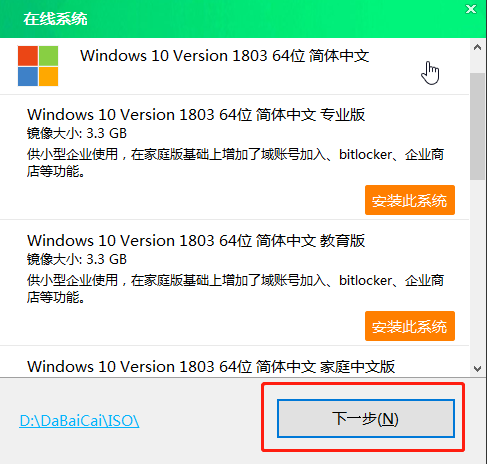 在线系统
Windows 10 Version 1803 64位 简体中文
Windows 10 Version 1803 64位 简体中文 专业版
镜像大小: 3.3 GB
供小型企业使用，在家庭版基础上增加了域账号加入、bitlocker、企业商
店等功能。
安装此系统
Windows 10 Version 1803 64位 简体中文 教育版
镜像大小: 3.3 GB
供小型企业使用，在家庭版基础上增加了域账号加入、bitlocker、企业商
店等功能。
安装此系统
Windows 10 Version 1803 64位 简体中文 家庭中文版
D:\DaBaiCai\ISO\
下一步(N)